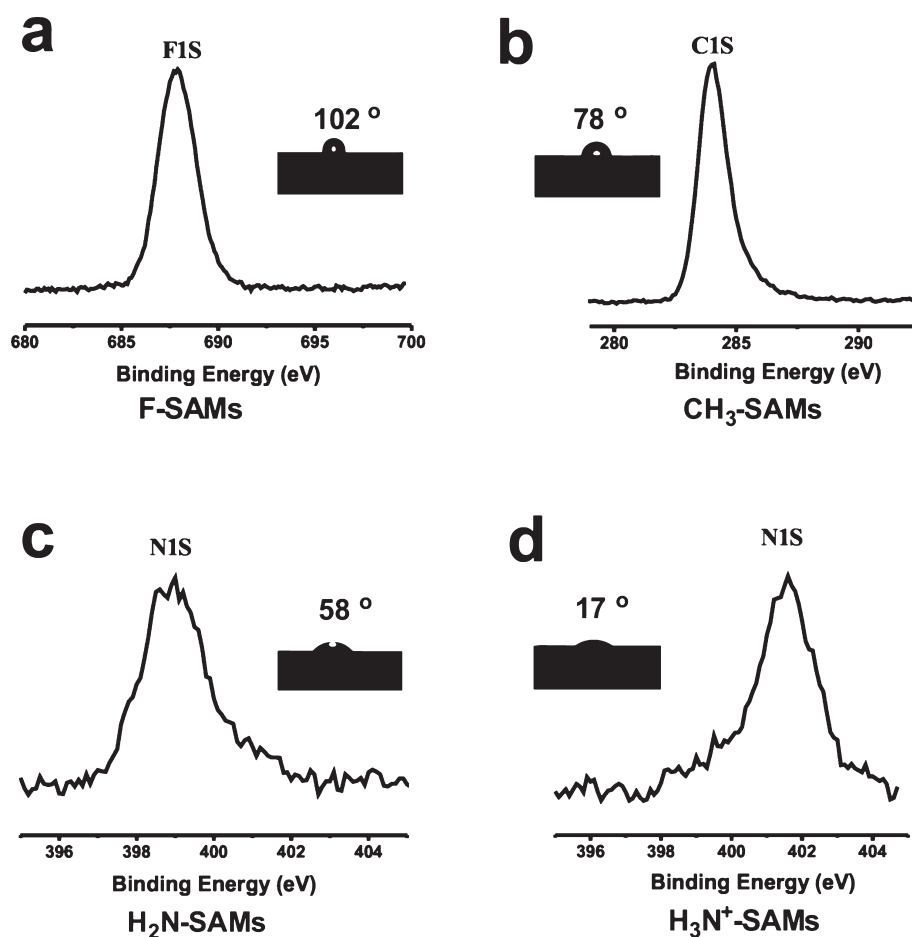 a
F1S
102 °
680 685 690 695 700
Binding Energy (eV)
F-SAMs
b
C1S
78 °
280 285 290
Binding Energy (eV)
CH₃-SAMs
c
N1S
58 °
396 398 400 402 404
Binding Energy (eV)
H₂N-SAMs
d
N1S
17 °
396 398 400 402 404
Binding Energy (eV)
H₃N⁺-SAMs